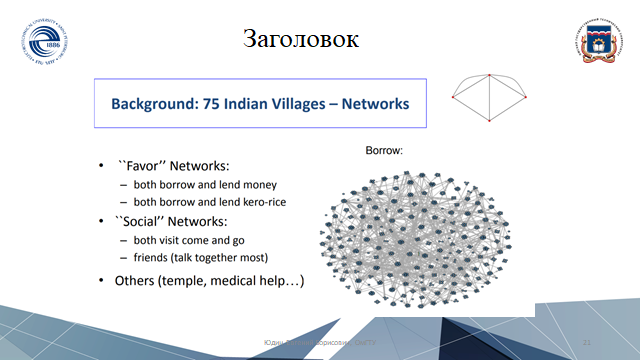 Заголовок
Background: 75 Indian Villages – Networks
Borrow:
• ``Favor’’ Networks:
– both borrow and lend money
– both borrow and lend kero-rice
• ``Social’’ Networks:
– both visit come and go
– friends (talk together most)
• Others (temple, medical help…)
1886
Юдин Борисович, ОмГТУ
21